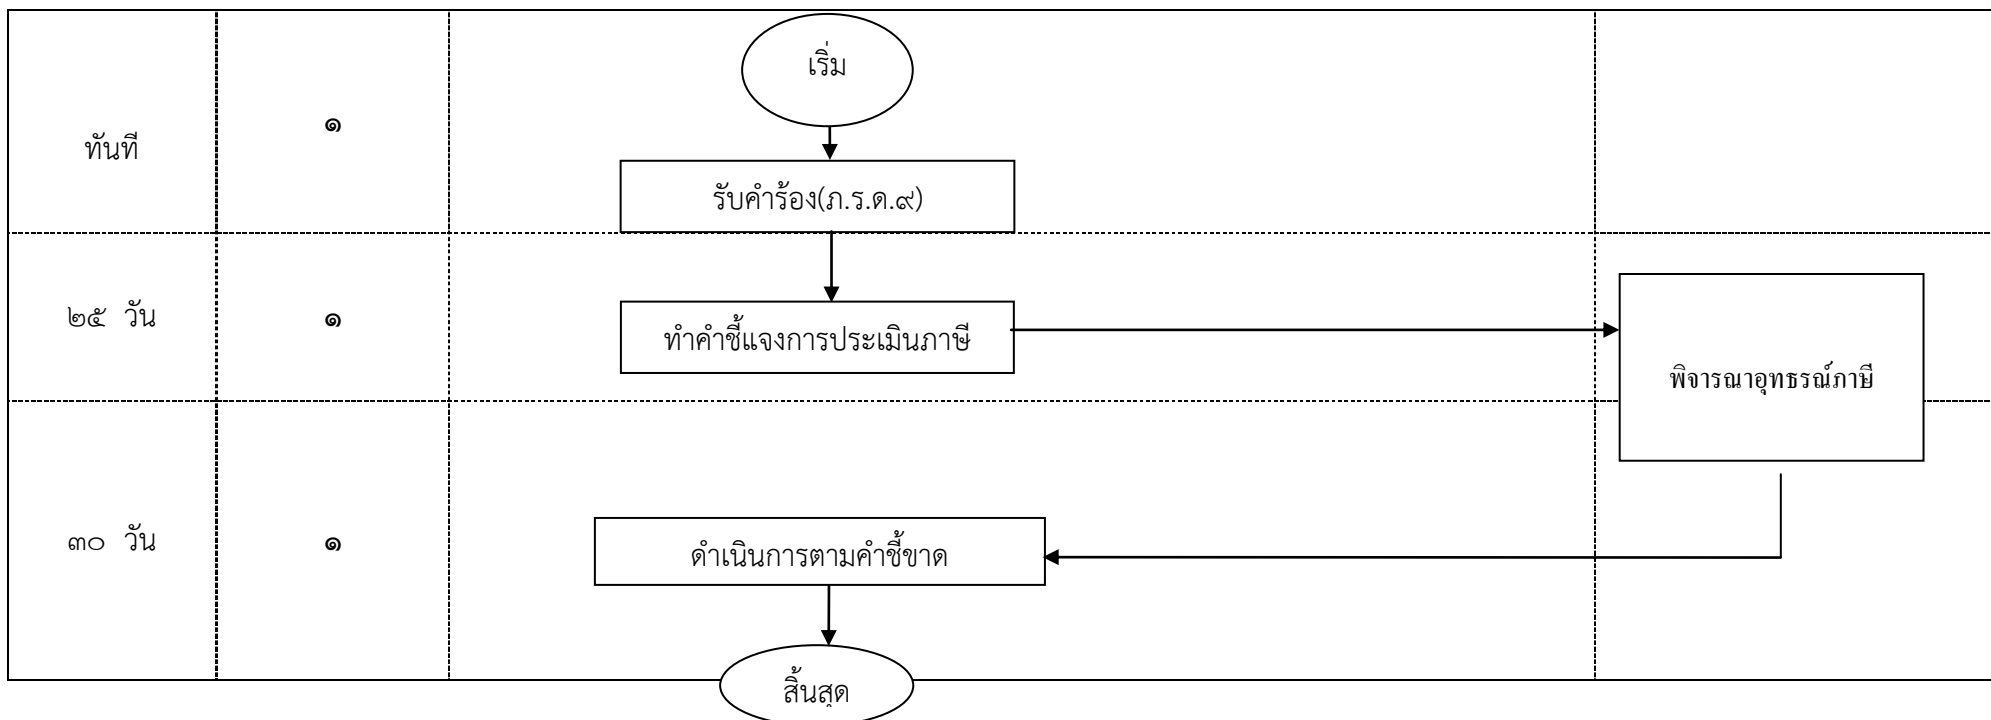 เริ่ม
ทันที
๑
รับคำร้อง(ภ.ร.ด.๙)
๒๕ วัน
๑
ทำคำชี้แจงการประเมินภาษี
พิจารณาอุทธรณ์ภาษี
๓๐ วัน
๑
ดำเนินการตามคำชี้ขาด
สิ้นสุด